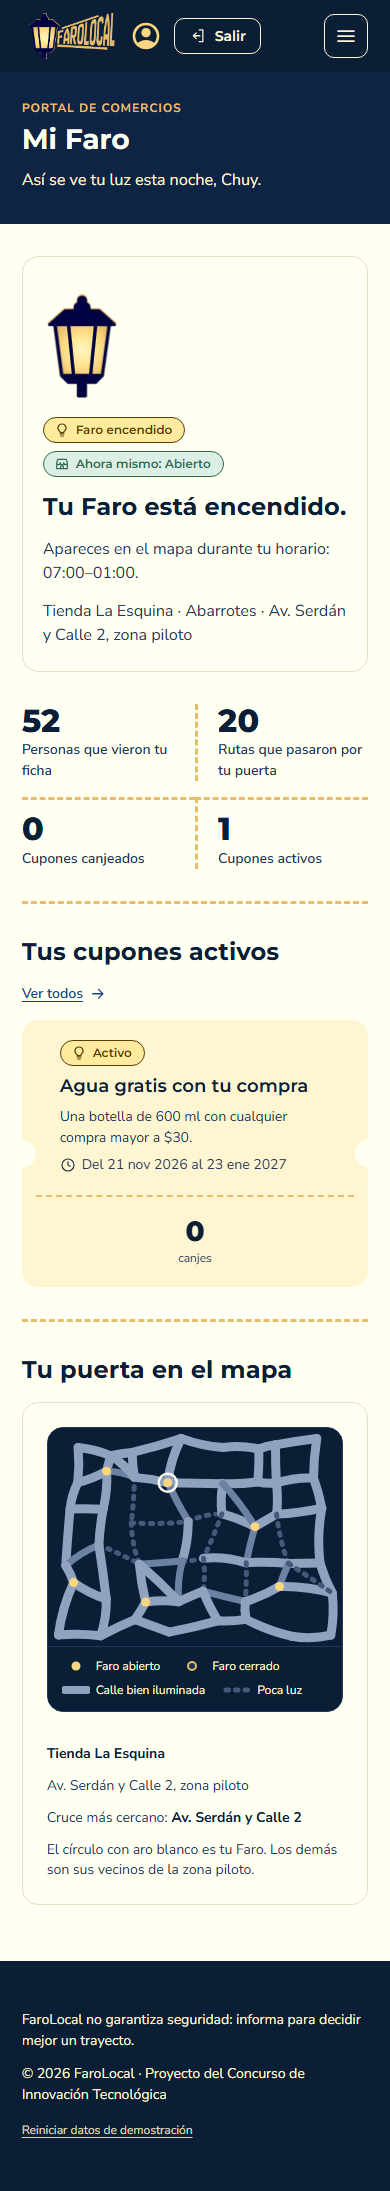 FAROLOCAL
Salir
PORTAL DE COMERCIOS
Mi Faro
Así se ve tu luz esta noche, Chuy.
Faro encendido
Ahora mismo: Abierto
Tu Faro está encendido.
Apareces en el mapa durante tu horario:
07:00–01:00.
Tienda La Esquina · Abarrotes · Av. Serdán
y Calle 2, zona piloto
52
Personas que vieron tu
ficha
20
Rutas que pasaron por
tu puerta
0
Cupones canjeados
1
Cupones activos
Tus cupones activos
Ver todos →
Activo
Agua gratis con tu compra
Una botella de 600 ml con cualquier
compra mayor a $30.
Del 21 nov 2026 al 23 ene 2027
0
canjes
Tu puerta en el mapa
Faro abierto
Faro cerrado
Calle bien iluminada
Poca luz
Tienda La Esquina
Av. Serdán y Calle 2, zona piloto
Cruce más cercano: Av. Serdán y Calle 2
El círculo con aro blanco es tu Faro. Los demás
son sus vecinos de la zona piloto.
FaroLocal no garantiza seguridad: informa para decidir
mejor un trayecto.
© 2026 FaroLocal · Proyecto del Concurso de
Innovación Tecnológica
Reiniciar datos de demostración